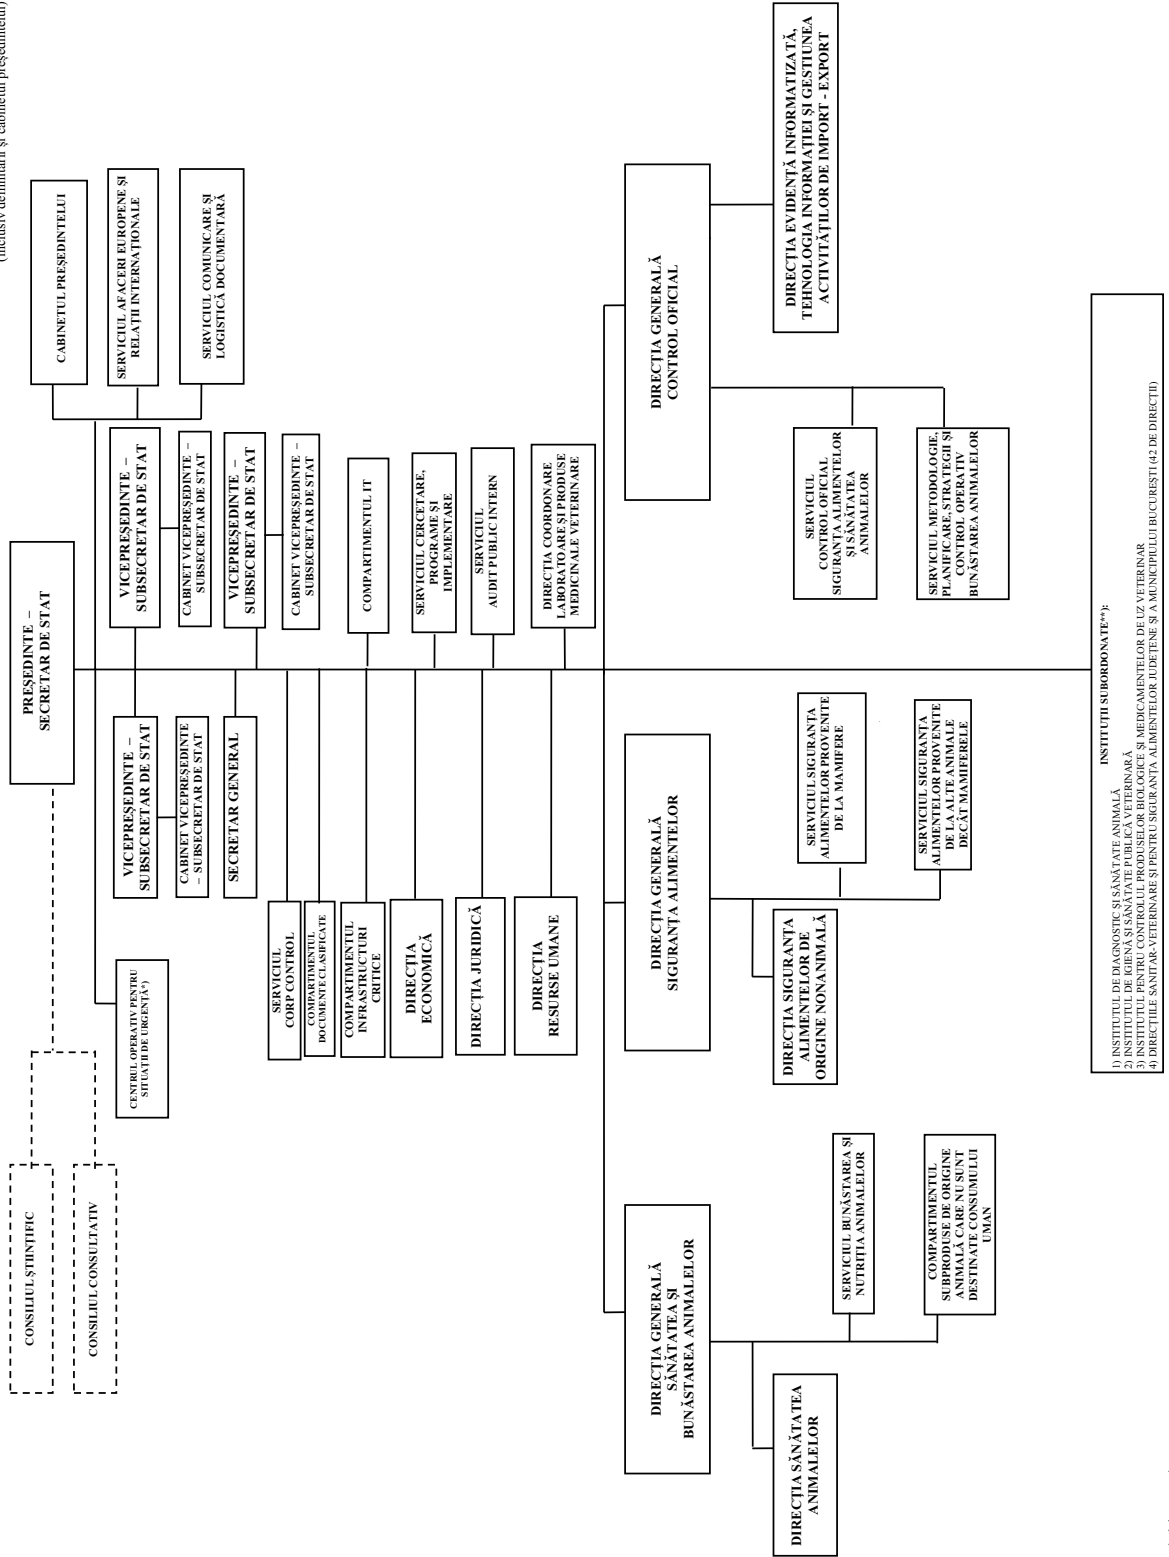 (inclusiv demnitarii și cabinetul președintelui)
PREȘEDINTE –
SECRETAR DE STAT
CONSILIUL ȘTIINȚIFIC
CONSILIUL CONSULTATIV
CABINETUL PREȘEDINTELUI
SERVICIUL AFACERI EUROPENE ȘI
RELAȚII INTERNAȚIONALE
SERVICIUL COMUNICARE ȘI
LOGISTICĂ DOCUMENTARĂ
CENTRUL OPERATIV PENTRU
SITUAȚII DE URGENȚĂ*)
VICEPREȘEDINTE –
SUBSECRETAR DE STAT
CABINET VICEPREȘEDINTE
– SUBSECRETAR DE STAT
VICEPREȘEDINTE –
SUBSECRETAR DE STAT
CABINET VICEPREȘEDINTE –
SUBSECRETAR DE STAT
SECRETAR GENERAL
VICEPREȘEDINTE –
SUBSECRETAR DE STAT
CABINET VICEPREȘEDINTE –
SUBSECRETAR DE STAT
SERVICIUL
CORP CONTROL
COMPARTIMENTUL
DOCUMENTE CLASIFICATE
COMPARTIMENTUL
INFRASTRUCTURI
CRITICE
COMPARTIMENTUL IT
DIRECȚIA
ECONOMICĂ
SERVICIUL CERCETARE,
PROGRAME ȘI
IMPLEMENTARE
DIRECȚIA JURIDICĂ
SERVICIUL
AUDIT PUBLIC INTERN
DIRECȚIA
RESURSE UMANE
DIRECȚIA COORDONARE
LABORATOARE ȘI PRODUSE
MEDICINALE VETERINARE
DIRECȚIA GENERALĂ
SĂNĂTATEA ȘI
BUNĂSTAREA ANIMALELOR
DIRECȚIA SĂNĂTATEA
ANIMALELOR
SERVICIUL BUNĂSTAREA ȘI
NUTRIȚIA ANIMALELOR
COMPARTIMENTUL
SUBPRODUSE DE ORIGINE
ANIMALĂ CARE NU SUNT
DESTINATE CONSUMULUI
UMAN
DIRECȚIA GENERALĂ
SIGURANȚA ALIMENTELOR
DIRECȚIA SIGURANȚA
ALIMENTELOR DE
ORIGINE NONANIMALĂ
SERVICIUL SIGURANȚA
ALIMENTELOR PROVENITE
DE LA MAMIFERE
SERVICIUL SIGURANȚA
ALIMENTELOR PROVENITE
DE LA ALTE ANIMALE
DECÂT MAMIFERELE
DIRECȚIA GENERALĂ
CONTROL OFICIAL
SERVICIUL
CONTROL OFICIAL
SIGURANȚA ALIMENTELOR
ȘI SĂNĂTATEA
ANIMALELOR
SERVICIUL METODOLOGIE,
PLANIFICARE, STRATEGII ȘI
CONTROL OPERATIV
BUNĂSTAREA ANIMALELOR
DIRECȚIA EVIDENȚĂ INFORMATIZATĂ,
TEHNOLOGIA INFORMAȚIEI ȘI GESTIUNEA
ACTIVITĂȚILOR DE IMPORT - EXPORT
INSTITUȚII SUBORDONATE**):
1) INSTITUTUL DE DIAGNOSTIC ȘI SĂNĂTATE ANIMALĂ
2) INSTITUTUL DE IGIENĂ ȘI SĂNĂTATE PUBLICĂ VETERINARĂ
3) INSTITUTUL PENTRU CONTROLUL PRODUSELOR BIOLOGICE ȘI MEDICAMENTELOR DE UZ VETERINAR
4) DIRECȚIILE SANITAR-VETERINARE ȘI PENTRU SIGURANȚA ALIMENTELOR JUDEȚENE ȘI A MUNICIPIULUI BUCUREȘTI (42 DE DIRECȚII)